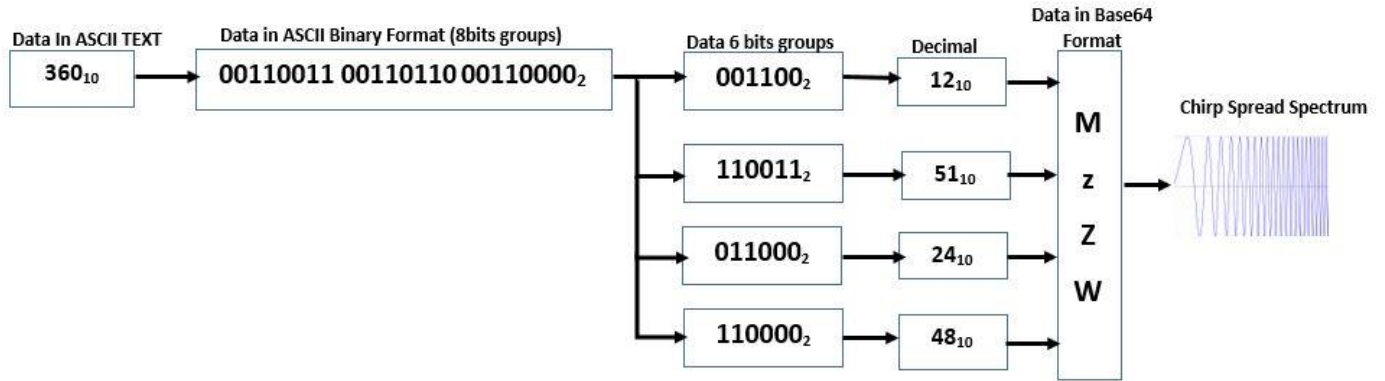 Data In ASCII TEXT
360₁₀
Data in ASCII Binary Format (8bits groups)
00110011 00110110 00110000₂
Data 6 bits groups
001100₂
110011₂
011000₂
110000₂
Decimal
12₁₀
51₁₀
24₁₀
48₁₀
Data in Base64
Format
M
z
Z
W
Chirp Spread Spectrum